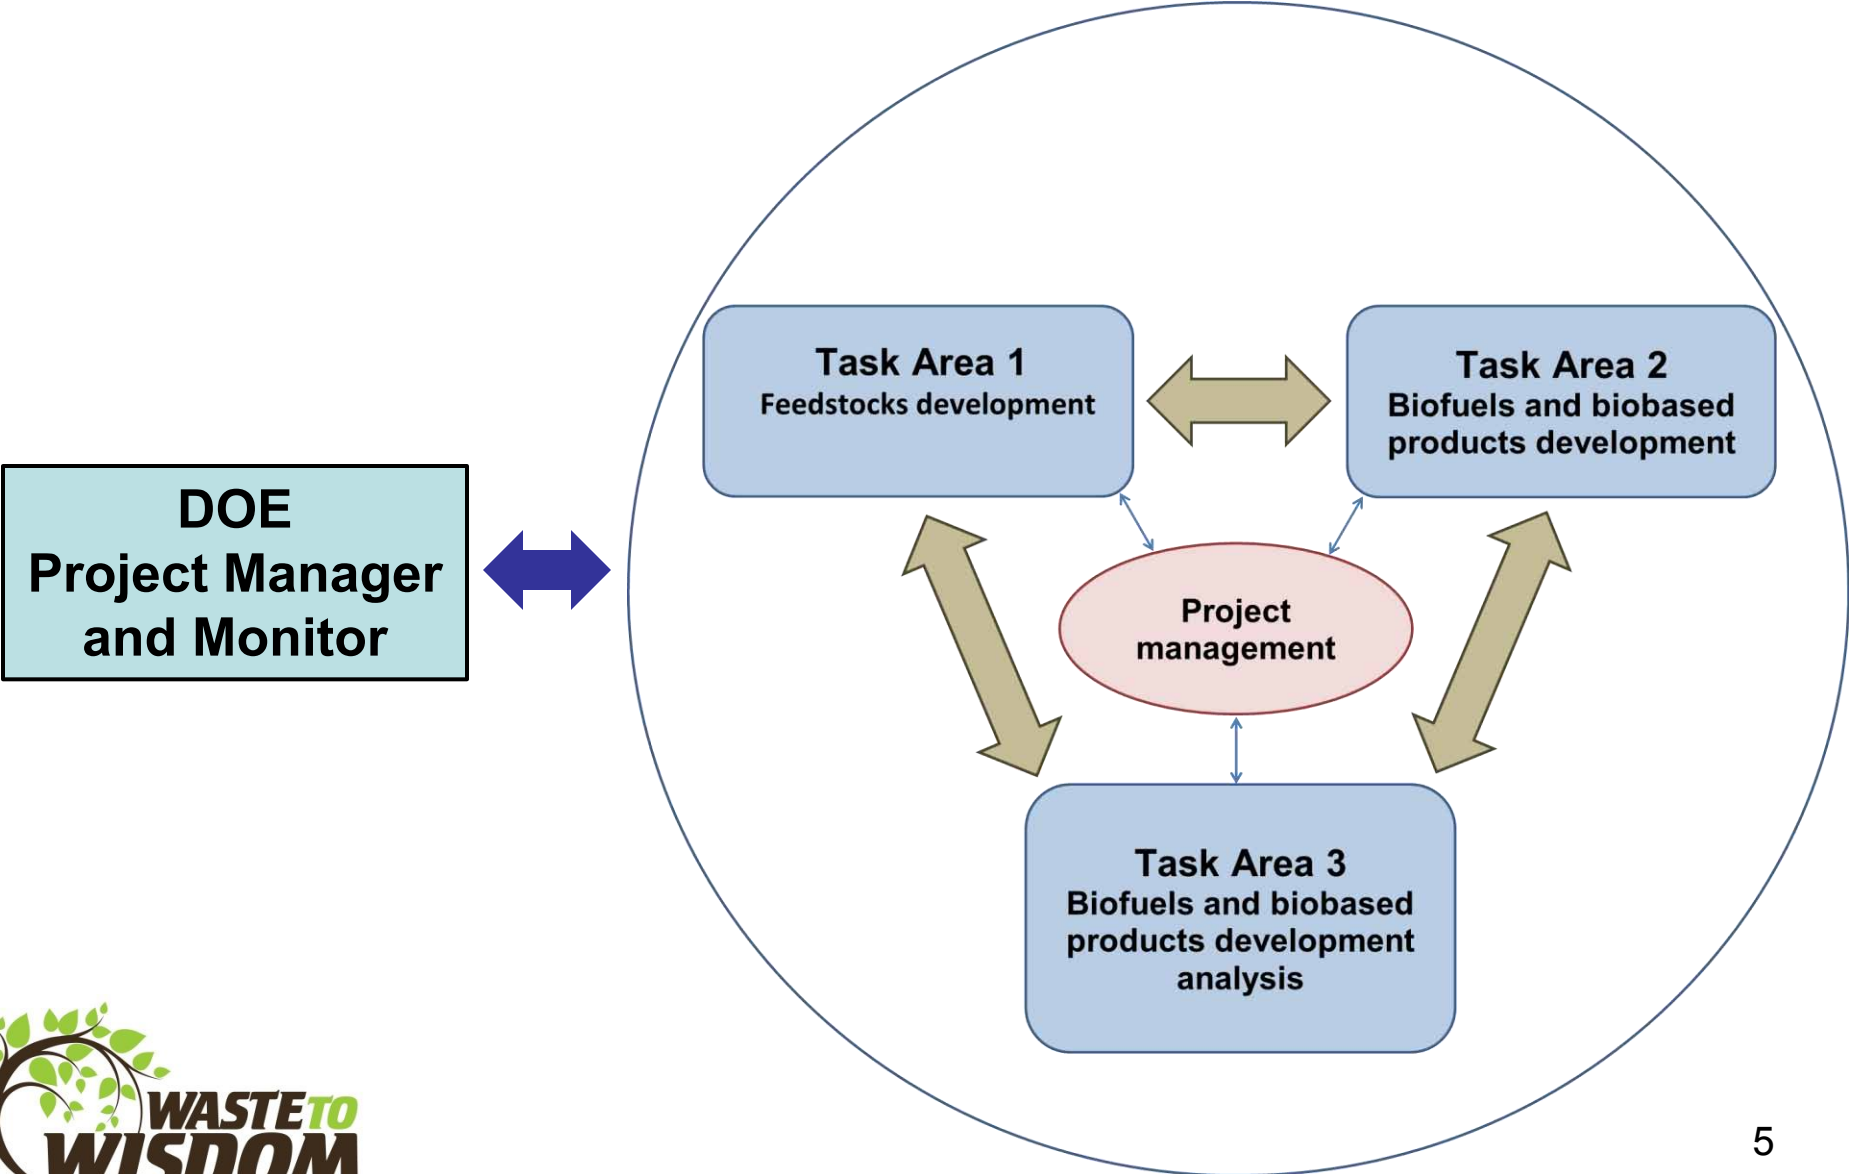 DOE
Project Manager
and Monitor
Task Area 1
Feedstocks development
Task Area 2
Biofuels and biobased
products development
Project
management
Task Area 3
Biofuels and biobased
products development
analysis
WASTE TO
WISDOM
5